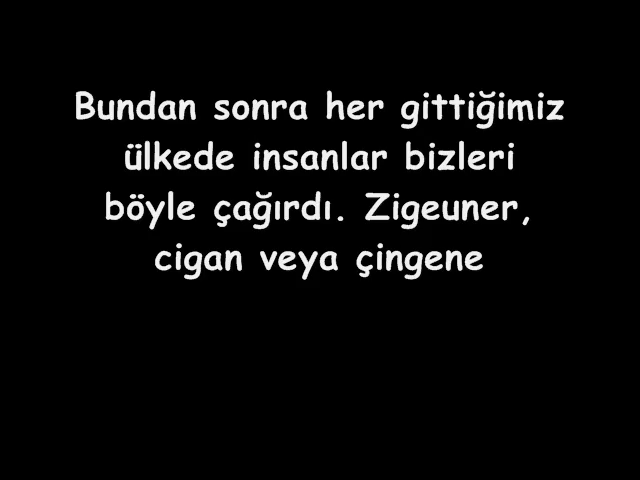 Bundan sonra her gittiğimiz
ülkede insanlar bizleri
böyle çağırdı. Zigeuner,
cigan veya çingene